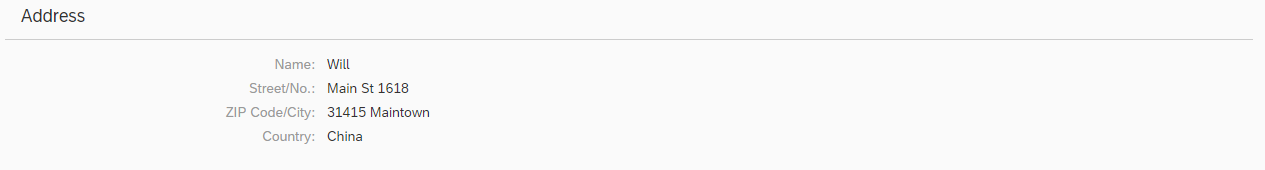 Address
Name: Will
Street/No.: Main St 1618
ZIP Code/City: 31415 Maintown
Country: China